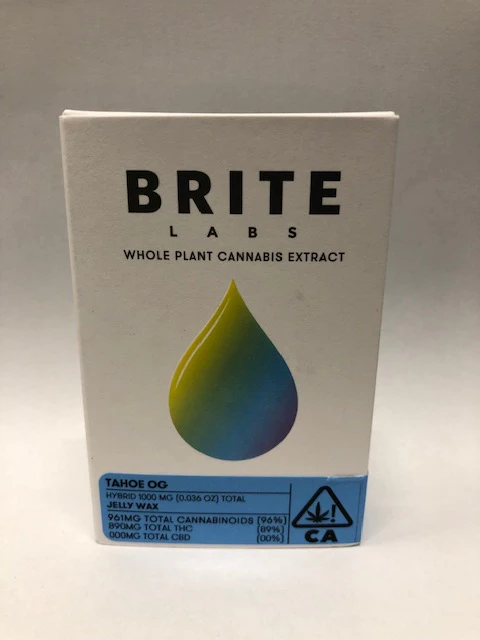 BRITE
LABS
WHOLE PLANT CANNABIS EXTRACT
TAHOE OG
HYBRID 1000 MG (0.036 OZ) TOTAL
JELLY WAX
961MG TOTAL CANNABINOIDS (96%)
890MG TOTAL THC (89%)
000MG TOTAL CBD (00%)
!
CA